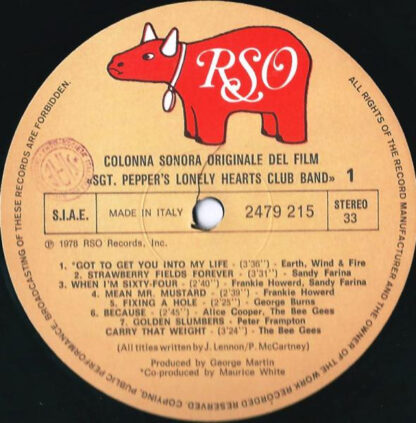 RSO
COLONNA SONORA ORIGINALE DEL FILM
«SGT. PEPPER'S LONELY HEARTS CLUB BAND» 1
S.I.A.E.
MADE IN ITALY
2479 215
STEREO
33
℗ 1978 RSO Records, Inc.
1. *GOT TO GET YOU INTO MY LIFE - (3'36") - Earth, Wind & Fire
2. STRAWBERRY FIELDS FOREVER - (3'31") - Sandy Farina
3. WHEN I'M SIXTY-FOUR - (2'40") - Frankie Howerd, Sandy Farina
4. MEAN MR. MUSTARD - (2'39") - Frankie Howerd
5. FIXING A HOLE - (2'25") - George Burns
6. BECAUSE - (2'45") - Alice Cooper, The Bee Gees
7. GOLDEN SLUMBERS - Peter Frampton
CARRY THAT WEIGHT - (3'24") - The Bee Gees
(All titles written by J. Lennon/P. McCartney)
Produced by George Martin
*Co-produced by Maurice White
ALL RIGHTS OF THE RECORD MANUFACTURER AND THE OWNER OF THE WORK RECORDED RESERVED COPYING, PUBLIC PERFORMANCE, BROADCASTING OF THESE RECORDS ARE FORBIDDEN.